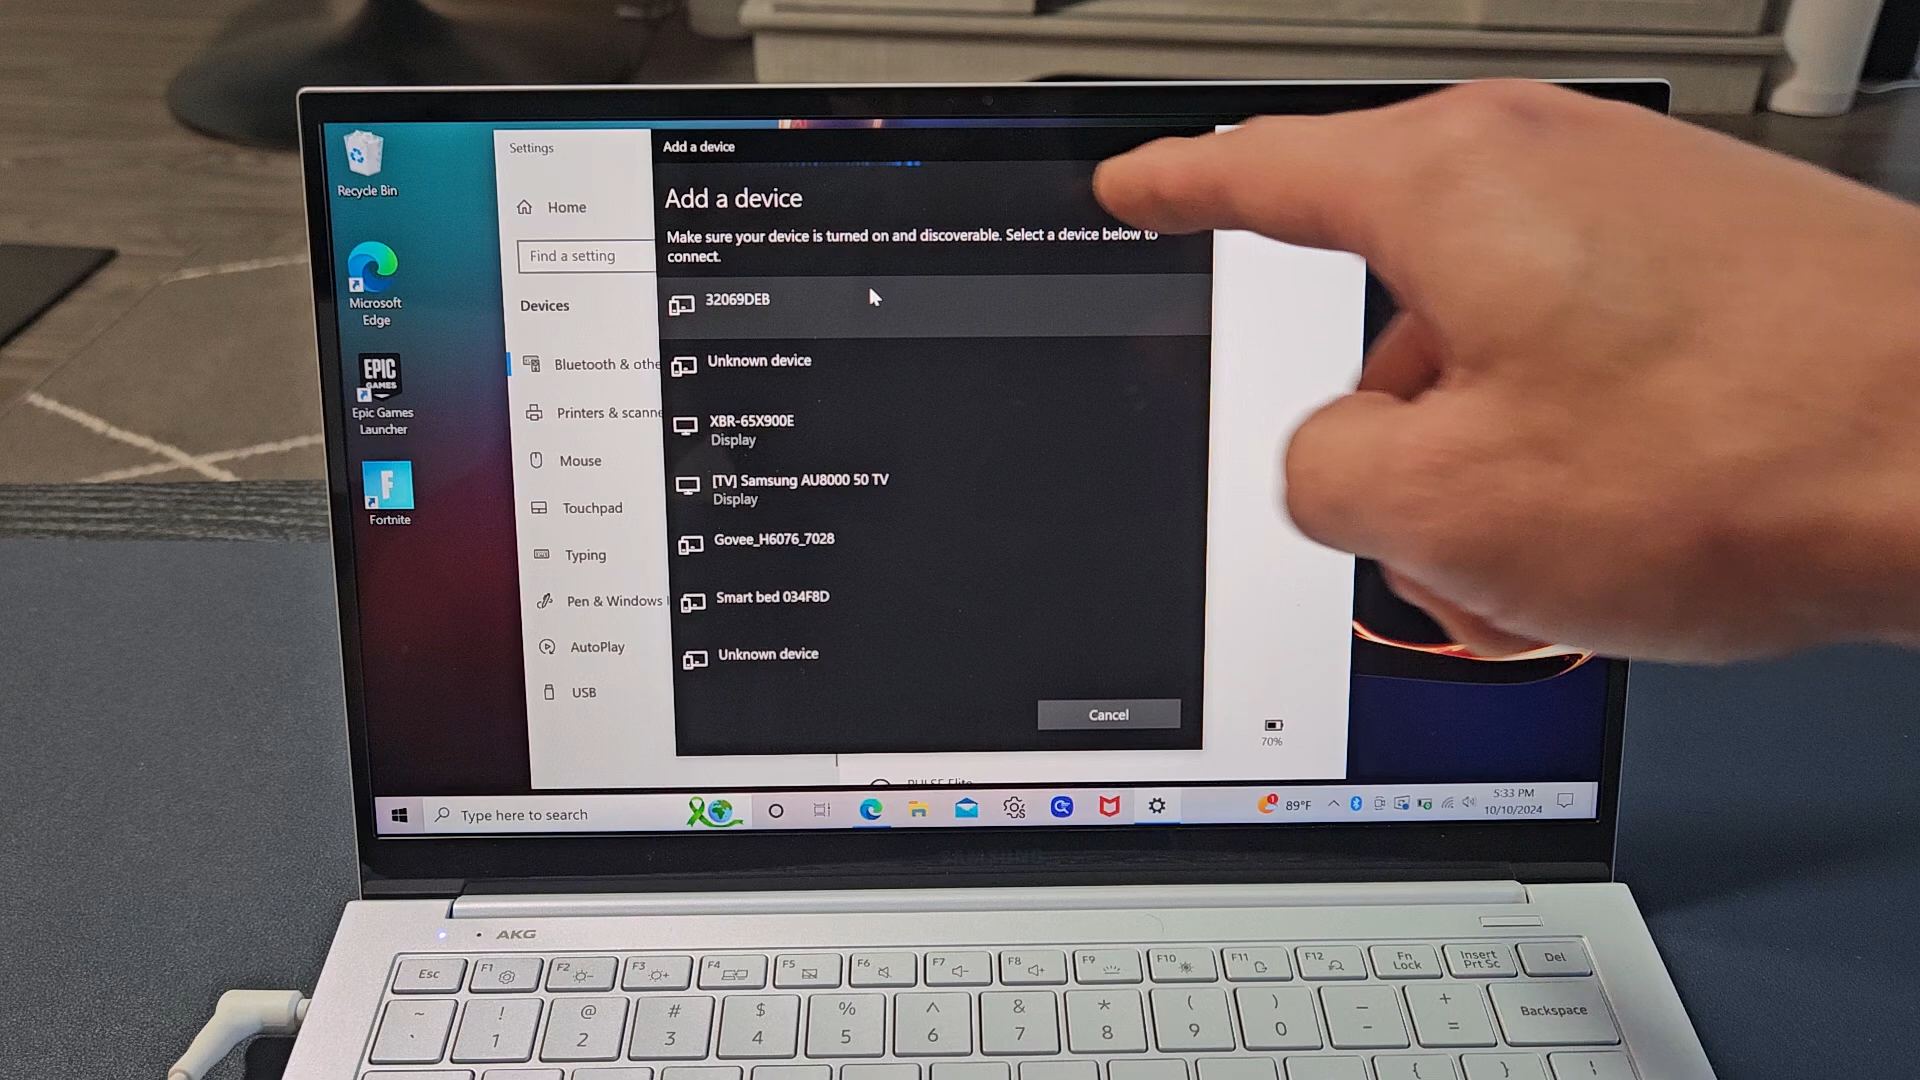 Recycle Bin
Microsoft
Edge
EPIC
GAMES
Epic Games
Launcher
F
Fortnite
Settings
Home
Find a setting
Devices
Bluetooth & othe
Printers & scanne
Mouse
Touchpad
Typing
Pen & Windows I
AutoPlay
USB
Add a device
Add a device
Make sure your device is turned on and discoverable. Select a device below to
connect.
32069DEB
Unknown device
XBR-65X900E
Display
[TV] Samsung AU8000 50 TV
Display
Govee_H6076_7028
Smart bed 034F8D
Unknown device
Cancel
70%
PULSE Elite
Type here to search
89°F
5:33 PM
10/10/2024
SAMSUNG
AKG
Esc F1 F2 F3 F4 F5 F6 F7 F8 F9 F10 F11 F12 Fn Lock Insert Prt Sc Del
~ ! @ # $ % ^ & * ( ) _ + Backspace
` 1 2 3 4 5 6 7 8 9 0 - =
{ } |